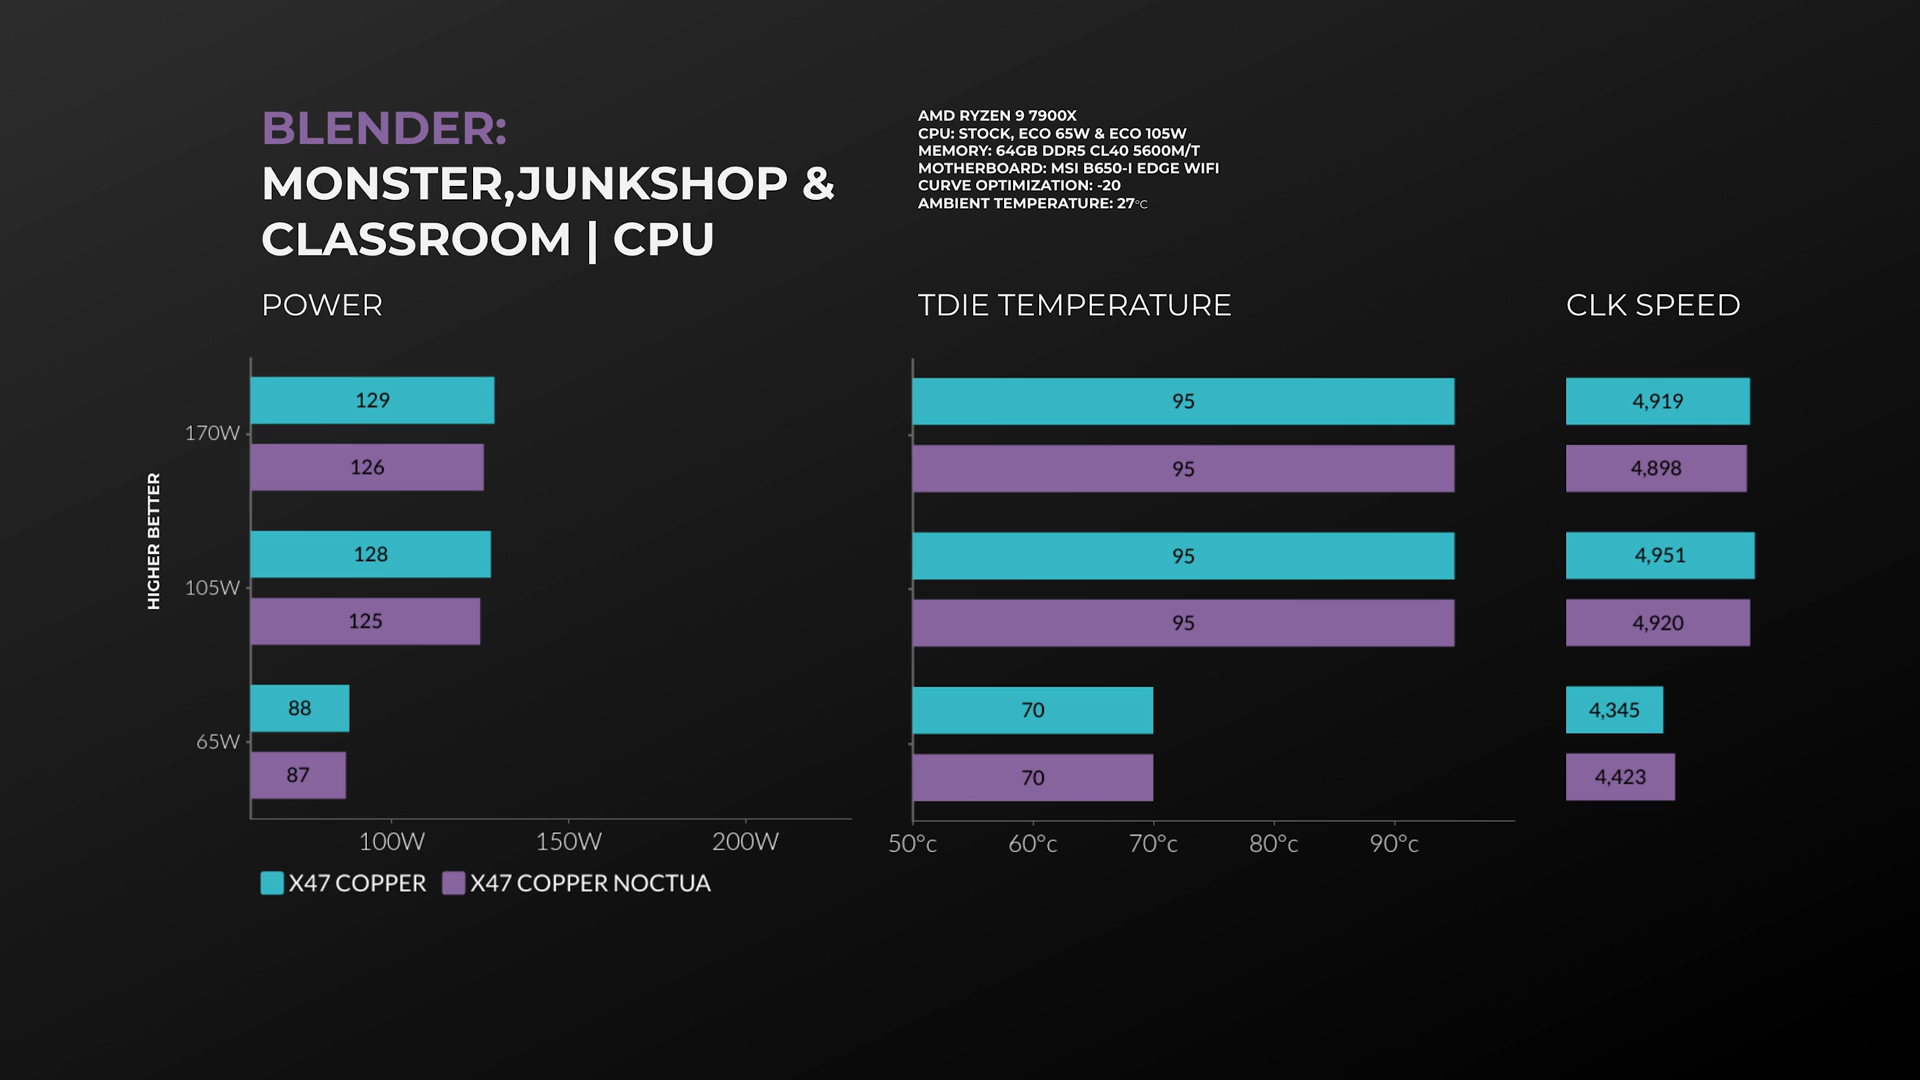 BLENDER:
MONSTER,JUNKSHOP &
CLASSROOM | CPU
AMD RYZEN 9 7900X
CPU: STOCK, ECO 65W & ECO 105W
MEMORY: 64GB DDR5 CL40 5600M/T
MOTHERBOARD: MSI B650-I EDGE WIFI
CURVE OPTIMIZATION: -20
AMBIENT TEMPERATURE: 27°C
POWER
HIGHER BETTER
170W
129
126
105W
128
125
65W
88
87
100W 150W 200W
X47 COPPER X47 COPPER NOCTUA
TDIE TEMPERATURE
95
95
95
95
70
70
50°c 60°c 70°c 80°c 90°c
CLK SPEED
4,919
4,898
4,951
4,920
4,345
4,423